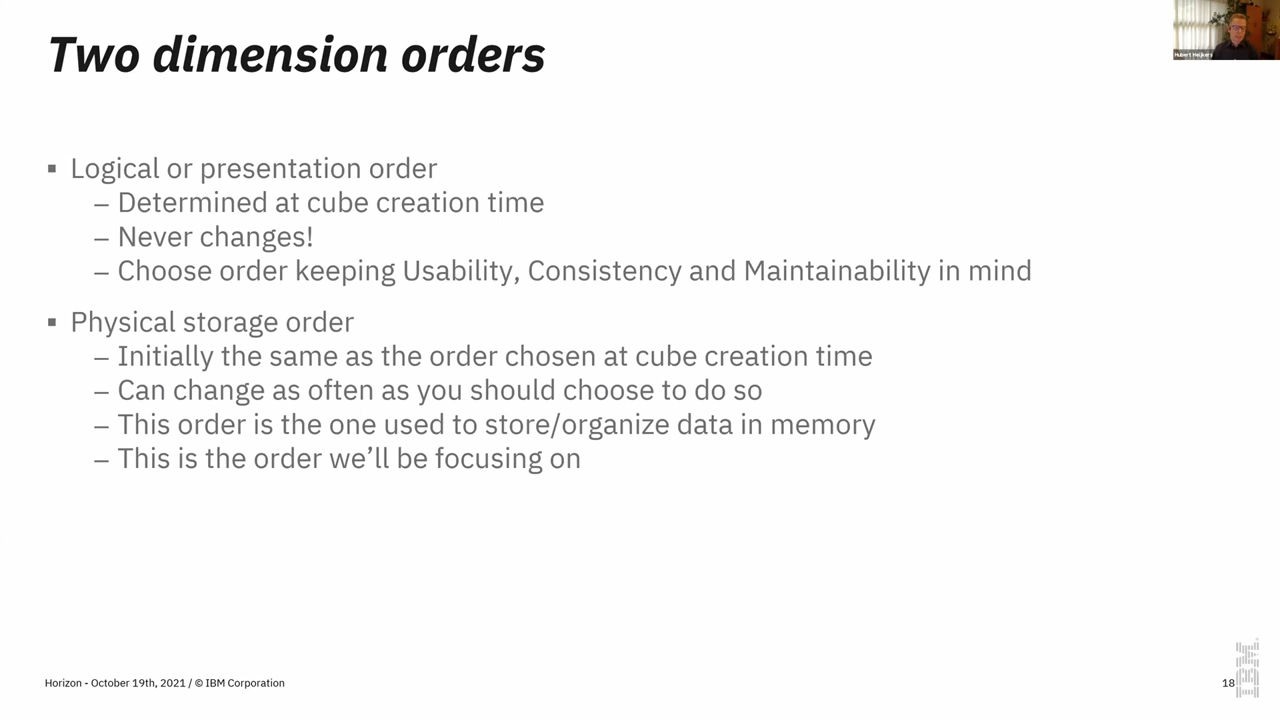 Two dimension orders
Hubert Heijkers
▪ Logical or presentation order
– Determined at cube creation time
– Never changes!
– Choose order keeping Usability, Consistency and Maintainability in mind
▪ Physical storage order
– Initially the same as the order chosen at cube creation time
– Can change as often as you should choose to do so
– This order is the one used to store/organize data in memory
– This is the order we’ll be focusing on
Horizon - October 19th, 2021 / © IBM Corporation
18
IBM